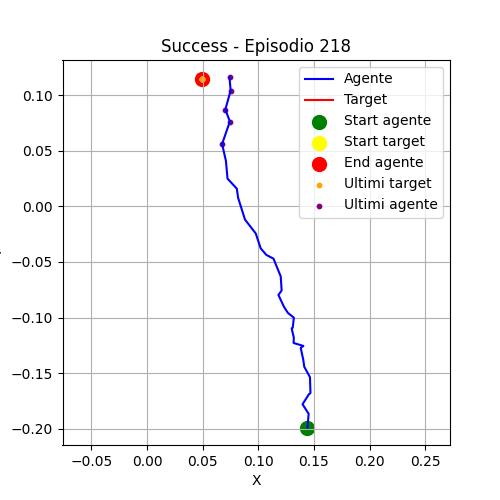 Success - Episodio 218
Agente
Target
Start agente
Start target
End agente
Ultimi target
Ultimi agente
0.10
0.05
0.00
−0.05
−0.10
−0.15
−0.20
−0.05
0.00
0.05
0.10
0.15
0.20
0.25
X